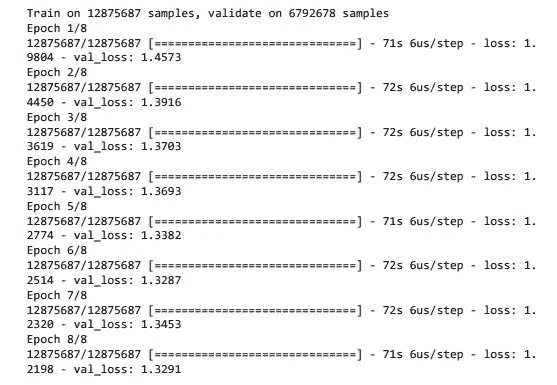 Train on 12875687 samples, validate on 6792678 samples
Epoch 1/8
12875687/12875687 [==============================] - 71s 6us/step - loss: 1.
9804 - val_loss: 1.4573
Epoch 2/8
12875687/12875687 [==============================] - 72s 6us/step - loss: 1.
4450 - val_loss: 1.3916
Epoch 3/8
12875687/12875687 [==============================] - 72s 6us/step - loss: 1.
3619 - val_loss: 1.3703
Epoch 4/8
12875687/12875687 [==============================] - 72s 6us/step - loss: 1.
3117 - val_loss: 1.3693
Epoch 5/8
12875687/12875687 [==============================] - 71s 6us/step - loss: 1.
2774 - val_loss: 1.3382
Epoch 6/8
12875687/12875687 [==============================] - 72s 6us/step - loss: 1.
2514 - val_loss: 1.3287
Epoch 7/8
12875687/12875687 [==============================] - 72s 6us/step - loss: 1.
2320 - val_loss: 1.3453
Epoch 8/8
12875687/12875687 [==============================] - 71s 6us/step - loss: 1.
2198 - val_loss: 1.3291